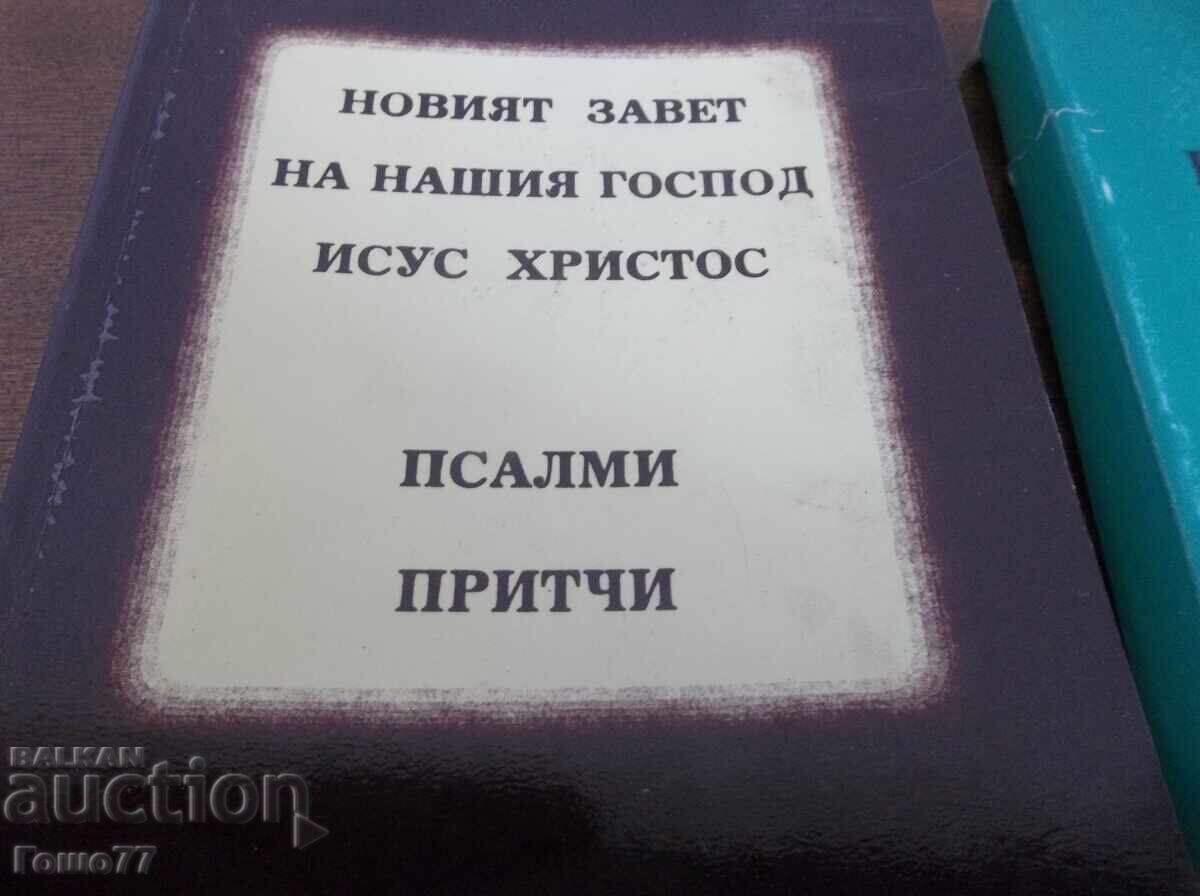 НОВИЯТ ЗАВЕТ
НА НАШИЯ ГОСПОД
ИСУС ХРИСТОС
ПСАЛМИ
ПРИТЧИ
BALKAN
auction
Гошо77